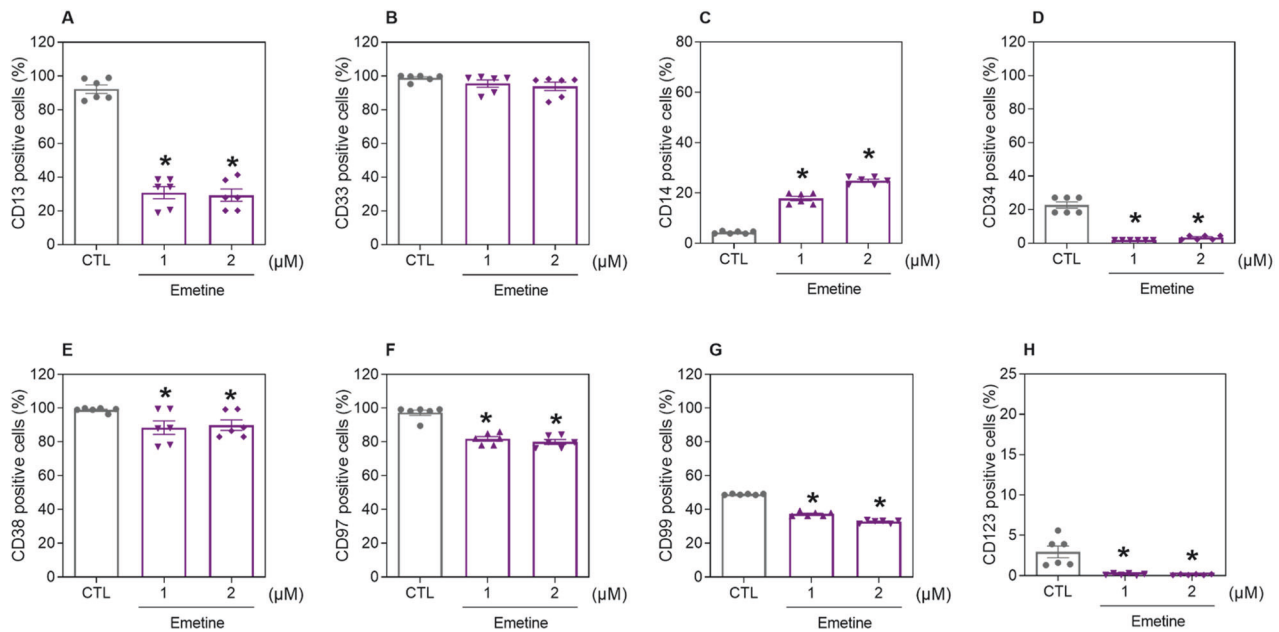 A
CD13 positive cells (%)
120
100
80
60
40
20
0
*
*
CTL
1
2
(µM)
Emetine
B
CD33 positive cells (%)
120
100
80
60
40
20
0
CTL
1
2
(µM)
Emetine
C
CD14 positive cells (%)
80
60
40
20
0
*
*
CTL
1
2
(µM)
Emetine
D
CD34 positive cells (%)
120
100
80
60
40
20
0
*
*
CTL
1
2
(µM)
Emetine
E
CD38 positive cells (%)
120
100
80
60
40
20
0
*
*
CTL
1
2
(µM)
Emetine
F
CD97 positive cells (%)
120
100
80
60
40
20
0
*
*
CTL
1
2
(µM)
Emetine
G
CD99 positive cells (%)
120
100
80
60
40
20
0
*
*
CTL
1
2
(µM)
Emetine
H
CD123 positive cells (%)
25
20
15
10
5
0
*
*
CTL
1
2
(µM)
Emetine